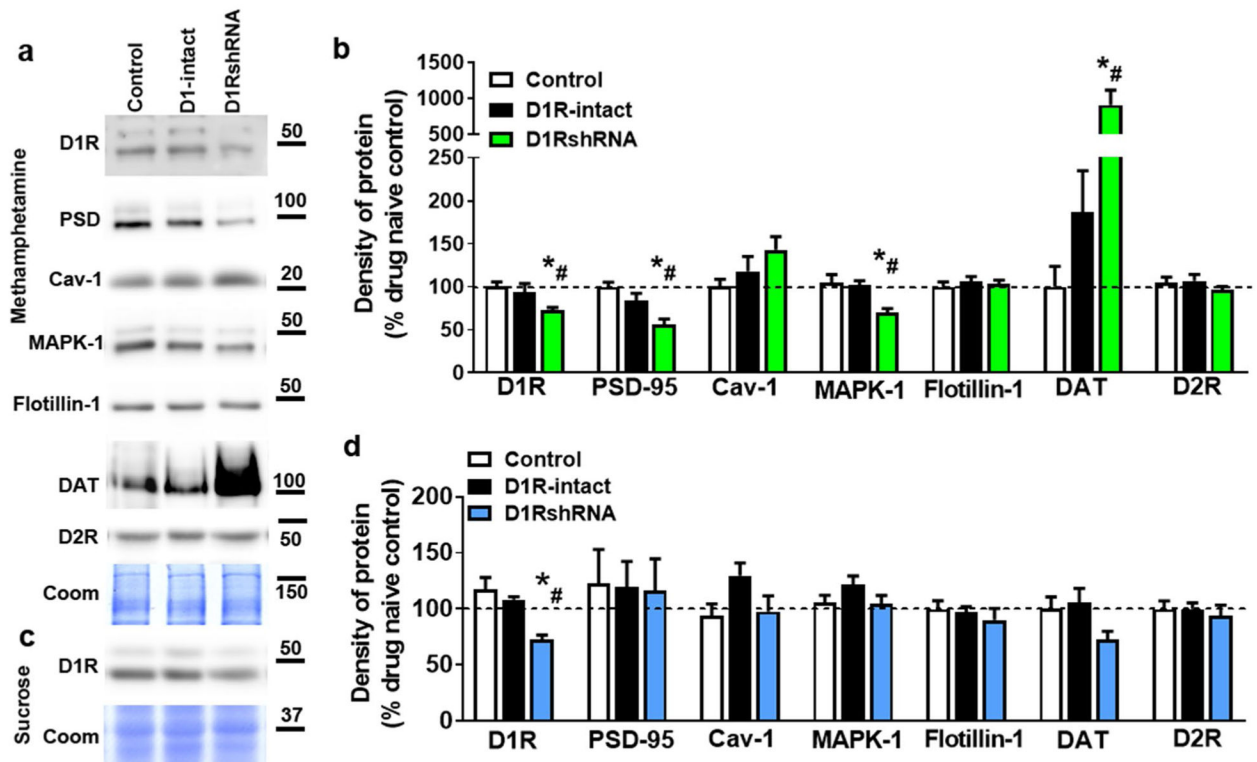 a
Control
D1-intact
D1RshRNA
Methamphetamine
D1R
50
PSD
100
Cav-1
20
MAPK-1
50
Flotillin-1
50
DAT
100
D2R
50
Coom
150
b
Density of protein
(% drug naive control)
1500
1000
500
250
200
150
100
50
0
Control
D1R-intact
D1RshRNA
*#
*#
*#
*#
D1R PSD-95 Cav-1 MAPK-1 Flotillin-1 DAT D2R
c
Sucrose
D1R
50
Coom
37
d
Density of protein
(% drug naive control)
200
150
100
50
0
Control
D1R-intact
D1RshRNA
*#
D1R PSD-95 Cav-1 MAPK-1 Flotillin-1 DAT D2R